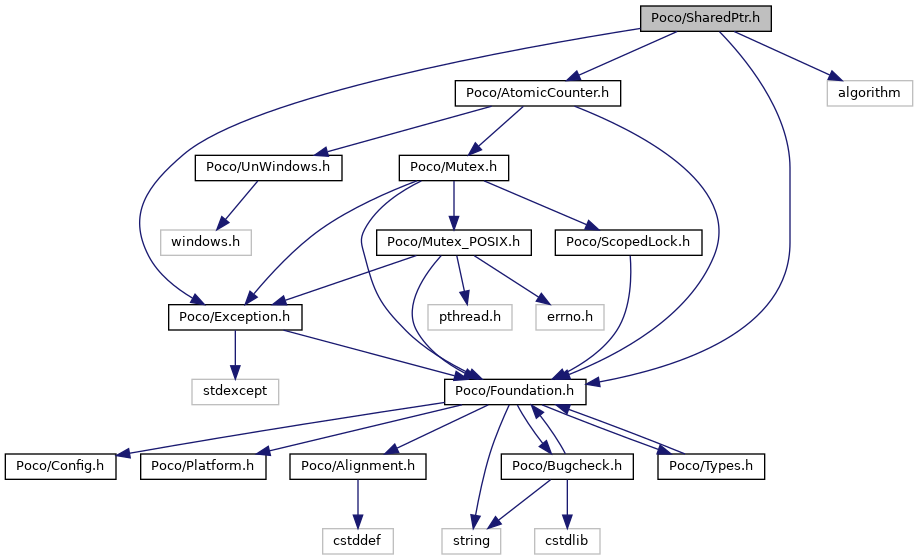 Poco/SharedPtr.h
Poco/AtomicCounter.h
algorithm
Poco/UnWindows.h
Poco/Mutex.h
windows.h
Poco/Mutex_POSIX.h
Poco/ScopedLock.h
Poco/Exception.h
pthread.h
errno.h
stdexcept
Poco/Foundation.h
Poco/Config.h
Poco/Platform.h
Poco/Alignment.h
Poco/Bugcheck.h
Poco/Types.h
cstddef
string
cstdlib